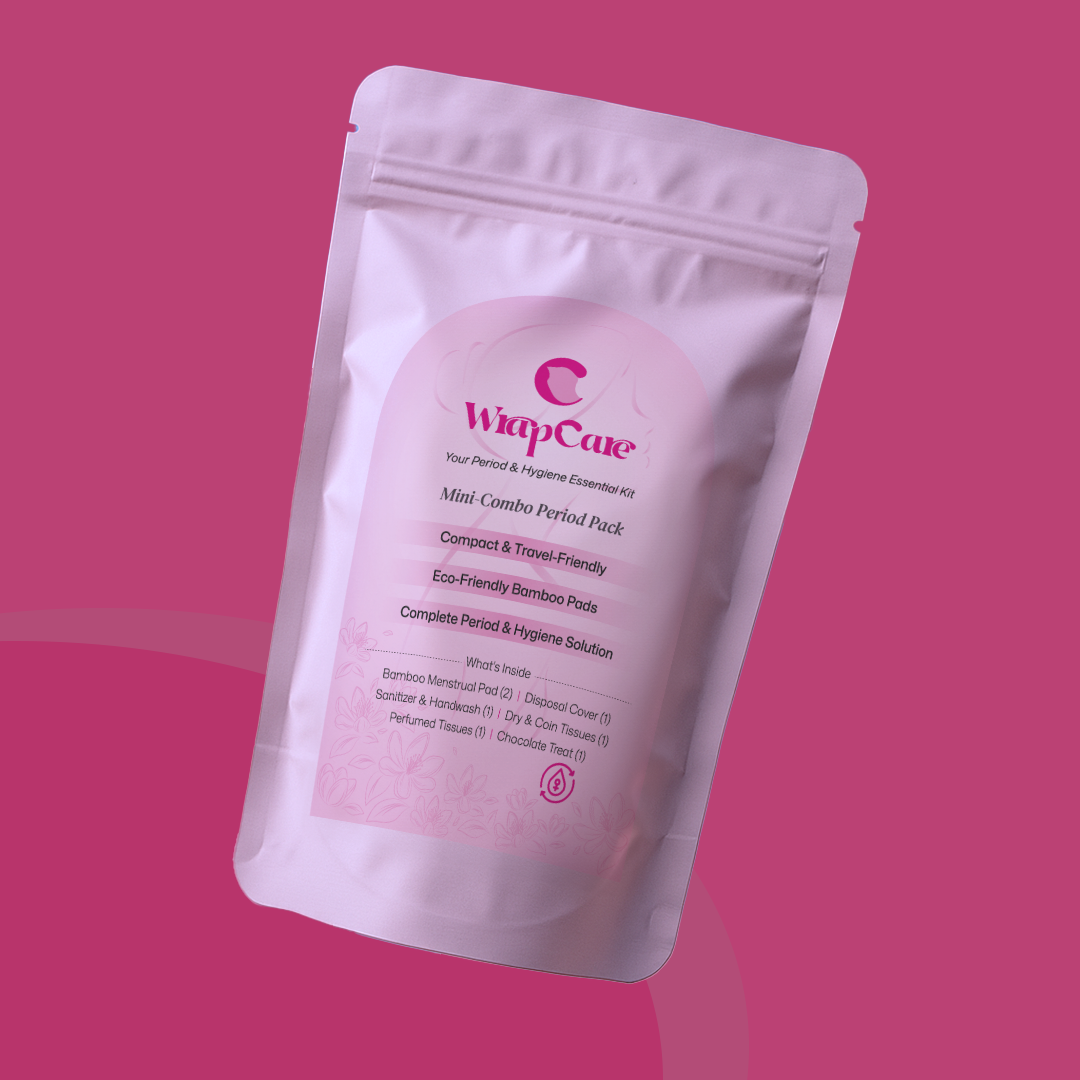 WrapCare
Your Period & Hygiene Essential Kit
Mini-Combo Period Pack
Compact & Travel-Friendly
Eco-Friendly Bamboo Pads
Complete Period & Hygiene Solution
What's Inside
Bamboo Menstrual Pad (2) | Disposal Cover (1)
Sanitizer & Handwash (1) | Dry & Coin Tissues (1)
Perfumed Tissues (1) | Chocolate Treat (1)